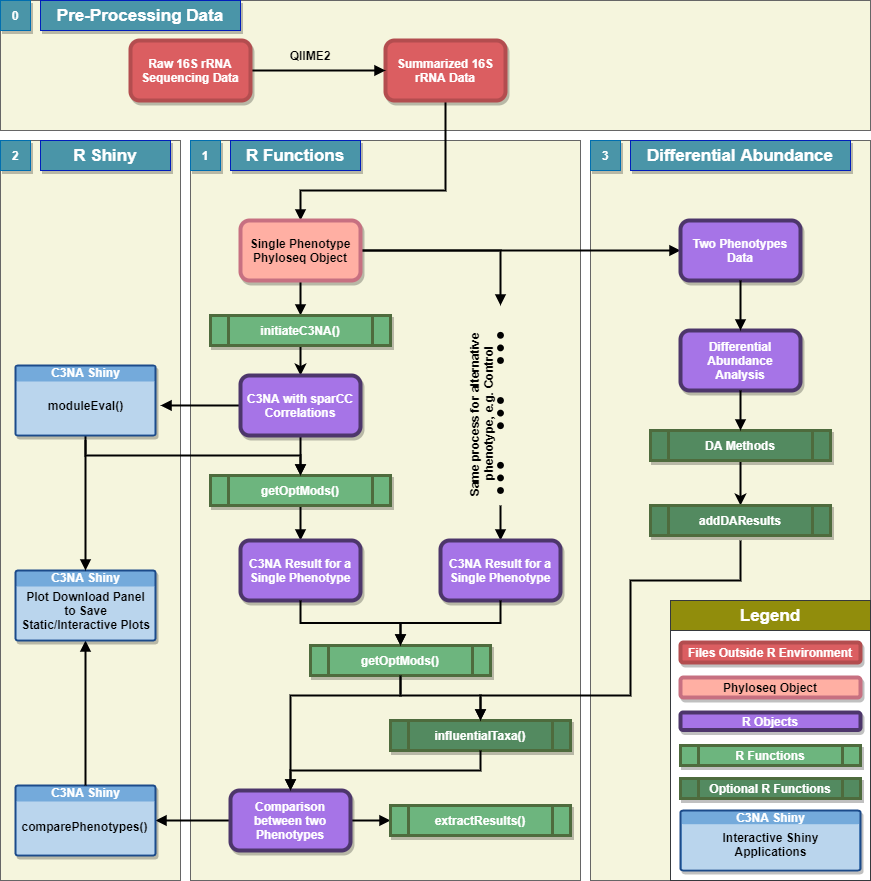 0
Pre-Processing Data
Raw 16S rRNA
Sequencing Data
QIIME2
Summarized 16S
rRNA Data
2
R Shiny
1
R Functions
3
Differential Abundance
Single Phenotype
Phyloseq Object
Two Phenotypes
Data
initiateC3NA()
Same process for alternative
phenotype, e.g. Control
Differential
Abundance
Analysis
C3NA Shiny
moduleEval()
C3NA with sparCC
Correlations
DA Methods
getOptMods()
addDAResults
C3NA Result for a
Single Phenotype
C3NA Result for a
Single Phenotype
C3NA Shiny
Plot Download Panel
to Save
Static/Interactive Plots
getOptMods()
influentialTaxa()
C3NA Shiny
comparePhenotypes()
Comparison
between two
Phenotypes
extractResults()
Legend
Files Outside R Environment
Phyloseq Object
R Objects
R Functions
Optional R Functions
C3NA Shiny
Interactive Shiny
Applications